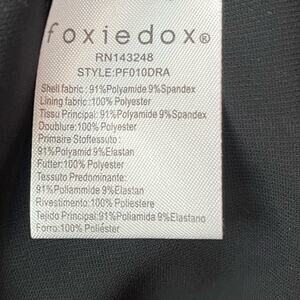 foxiedox®
RN143248
STYLE:PF010DRA
Shell fabric: 91%Polyamide 9%Spandex
Lining fabric:100% Polyester
Tissu Principal: 91%Polyamide 9%Spandex
Doublure:100% Polyester
Primaire Stoffestuto:
91%Polyamid 9%Elastan
Futter:100% Polyester
Tessuto Predominante:
91%Poliammide 9%Elastan
Rivestimento:100% Poliestere
Tejido Principal:91%Poliamida 9%Elastano
Forro:100% Poliéster